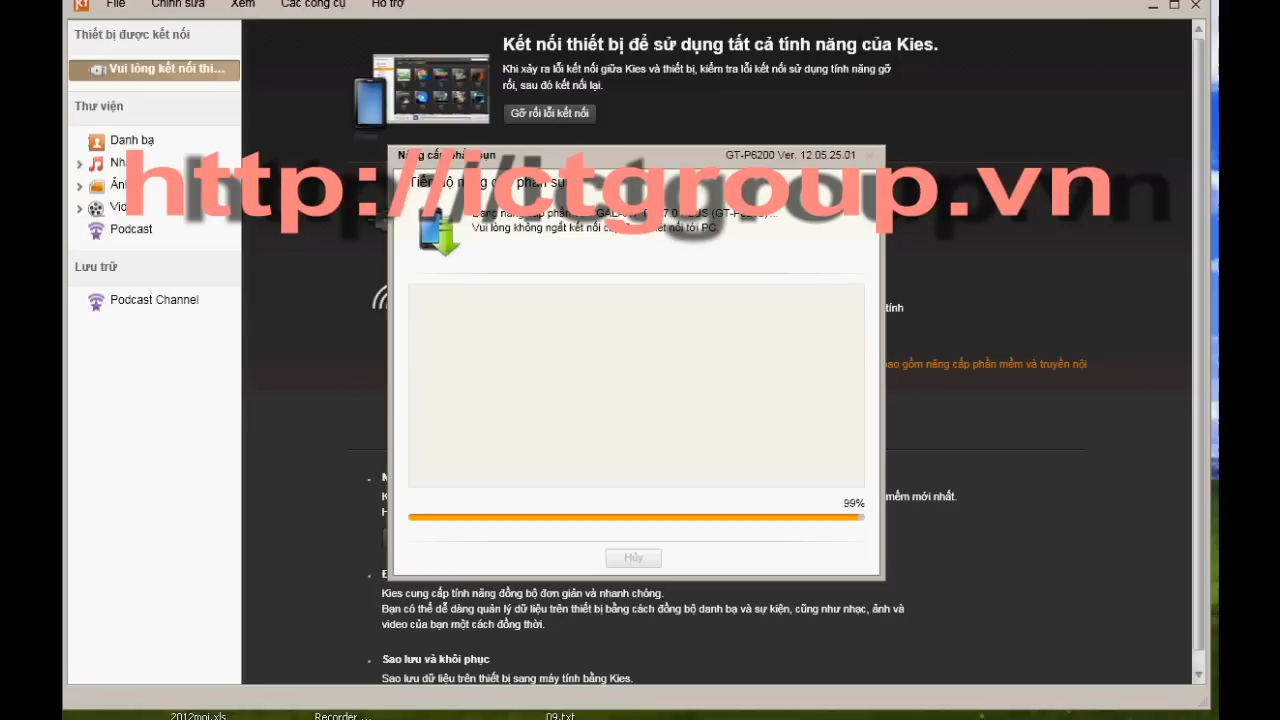 File Chỉnh sửa Xem Các công cụ Hỗ trợ
Thiết bị được kết nối
Vui lòng kết nối thi...
Thư viện
Danh bạ
Podcast
Lưu trữ
Podcast Channel
Kết nối thiết bị để sử dụng tất cả tính năng của Kies.
Khi xảy ra lỗi kết nối giữa Kies và thiết bị, kiểm tra lỗi kết nối sử dụng tính năng gỡ
rối, sau đó kết nối lại.
Gỡ rối lỗi kết nối
Nâng cấp phần sụn GT-P6200 Ver. 12.05.25.01
http://ictgroup.vn
Vui lòng không ngắt kết nối tới PC.
tính
bao gồm nâng cấp phần mềm và truyền nội
99%
mềm mới nhất.
Hủy
Kies cung cấp tính năng đồng bộ đơn giản và nhanh chóng.
Bạn có thể dễ dàng quản lý dữ liệu trên thiết bị bằng cách đồng bộ danh bạ và sự kiện, cũng như nhạc, ảnh và
video của bạn một cách đồng thời.
Sao lưu và khôi phục
Sao lưu dữ liệu trên thiết bị sang máy tính bằng Kies.
2012moi.xls Recorder ... 09.txt